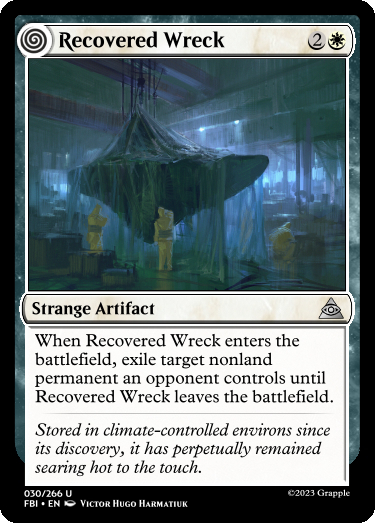 Recovered Wreck 2
Strange Artifact
When Recovered Wreck enters the
battlefield, exile target nonland
permanent an opponent controls until
Recovered Wreck leaves the battlefield.
Stored in climate-controlled environs since
its discovery, it has perpetually remained
searing hot to the touch.
030/266 U
FBI • EN Victor Hugo Harmatiuk
©2023 Grapple